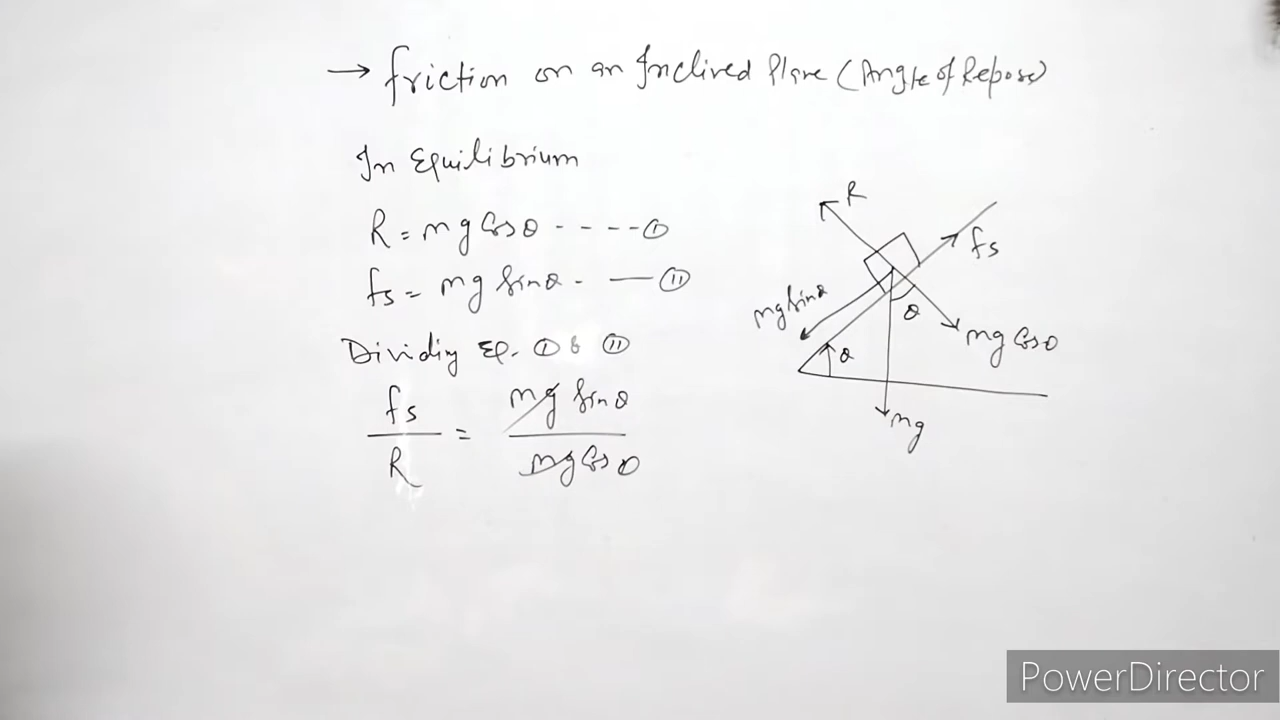 → friction on an Inclined Plane (Angle of Repose)
In Equilibrium
R = mg Cosθ - - - - - ①
fs = mg Sinθ - — ⑪
Dividing Eq. ① & ⑪
fs / R = mg Sinθ / mg Cosθ
R
fs
mg Sinθ
θ
mg Cosθ
θ
mg
PowerDirector